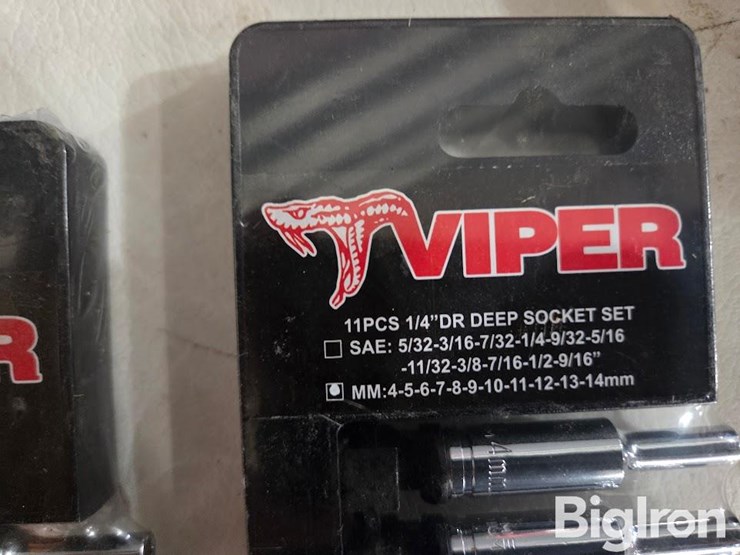 VIPER
11PCS 1/4"DR DEEP SOCKET SET
SAE: 5/32-3/16-7/32-1/4-9/32-5/16
-11/32-3/8-7/16-1/2-9/16"
MM:4-5-6-7-8-9-10-11-12-13-14mm
R
BigIron